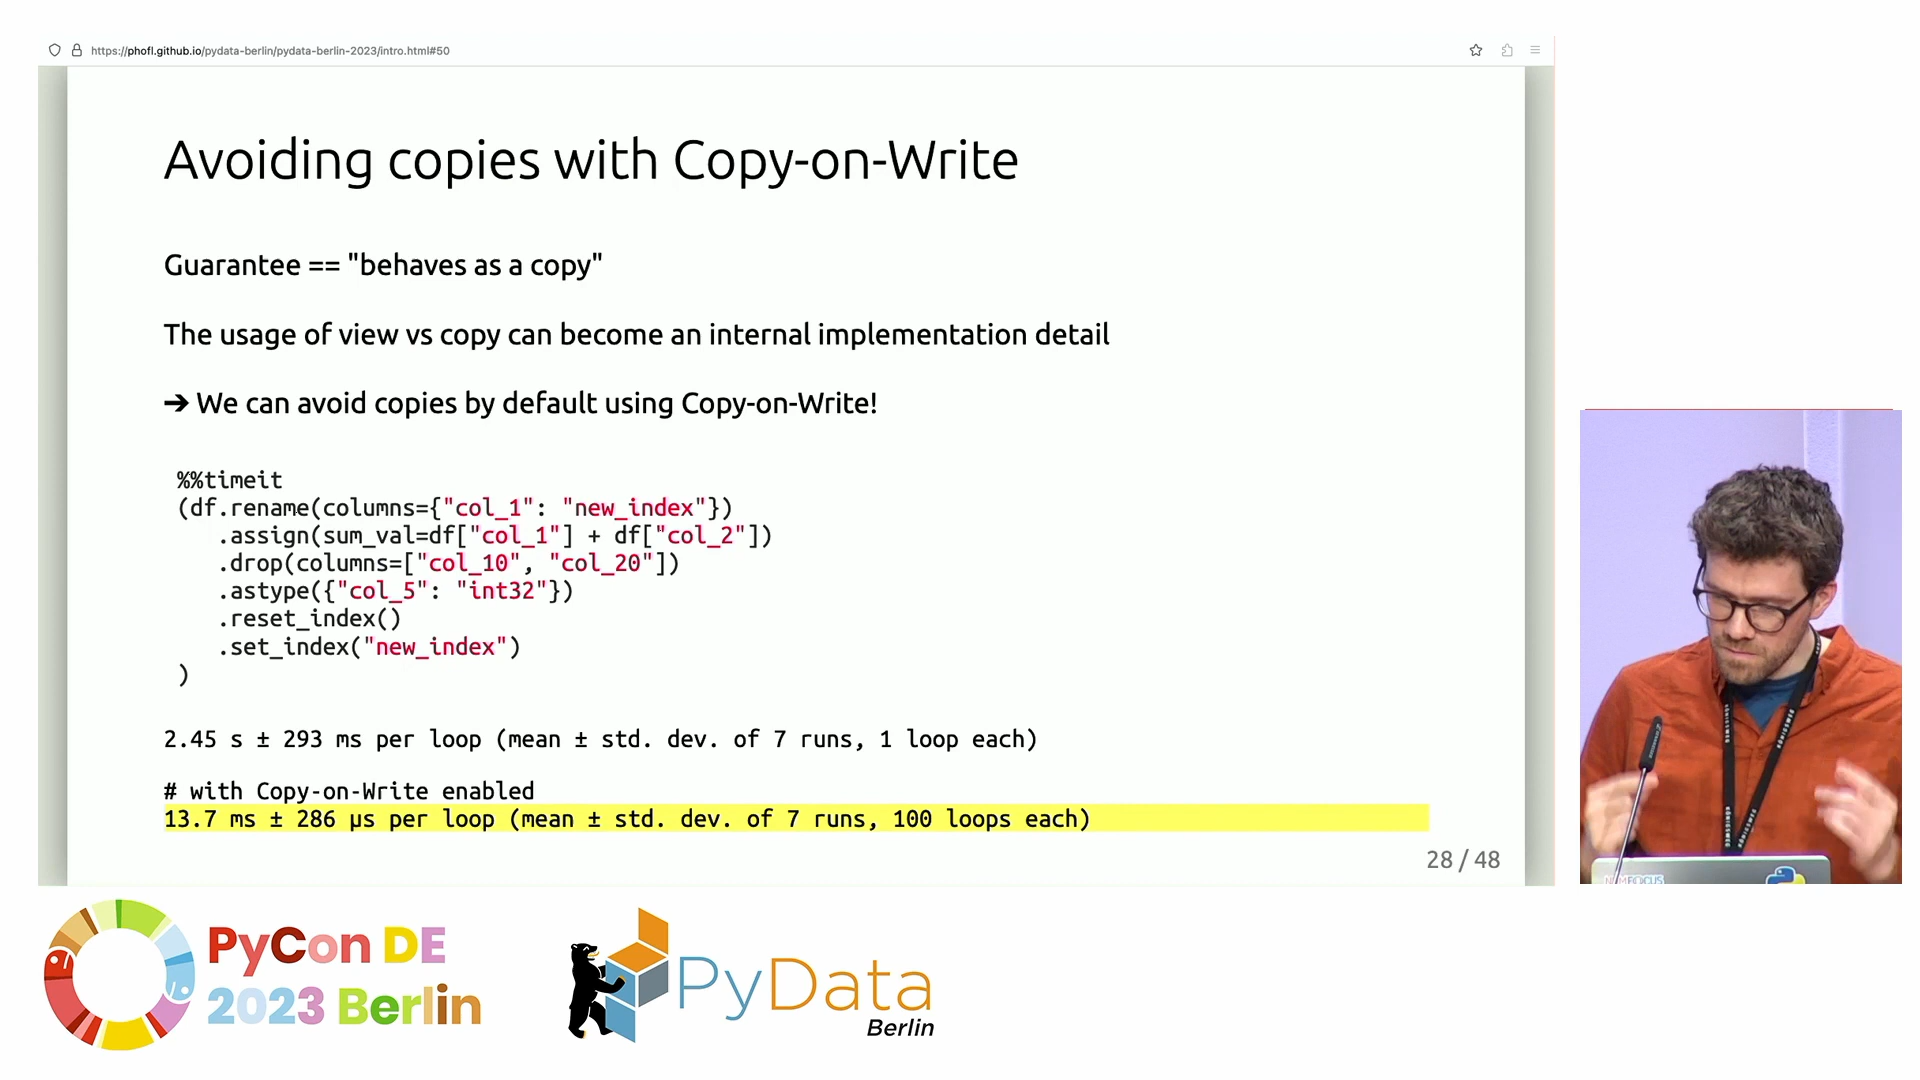 https://phofl.github.io/pydata-berlin/pydata-berlin-2023/intro.html#50
Avoiding copies with Copy-on-Write
Guarantee == "behaves as a copy"
The usage of view vs copy can become an internal implementation detail
➔ We can avoid copies by default using Copy-on-Write!
%%timeit
(df.rename(columns={"col_1": "new_index"})
   .assign(sum_val=df["col_1"] + df["col_2"])
   .drop(columns=["col_10", "col_20"])
   .astype({"col_5": "int32"})
   .reset_index()
   .set_index("new_index")
)
2.45 s ± 293 ms per loop (mean ± std. dev. of 7 runs, 1 loop each)
# with Copy-on-Write enabled
13.7 ms ± 286 µs per loop (mean ± std. dev. of 7 runs, 100 loops each)
28 / 48
NUMFOCUS
PyCon DE
2023 Berlin
PyData
Berlin